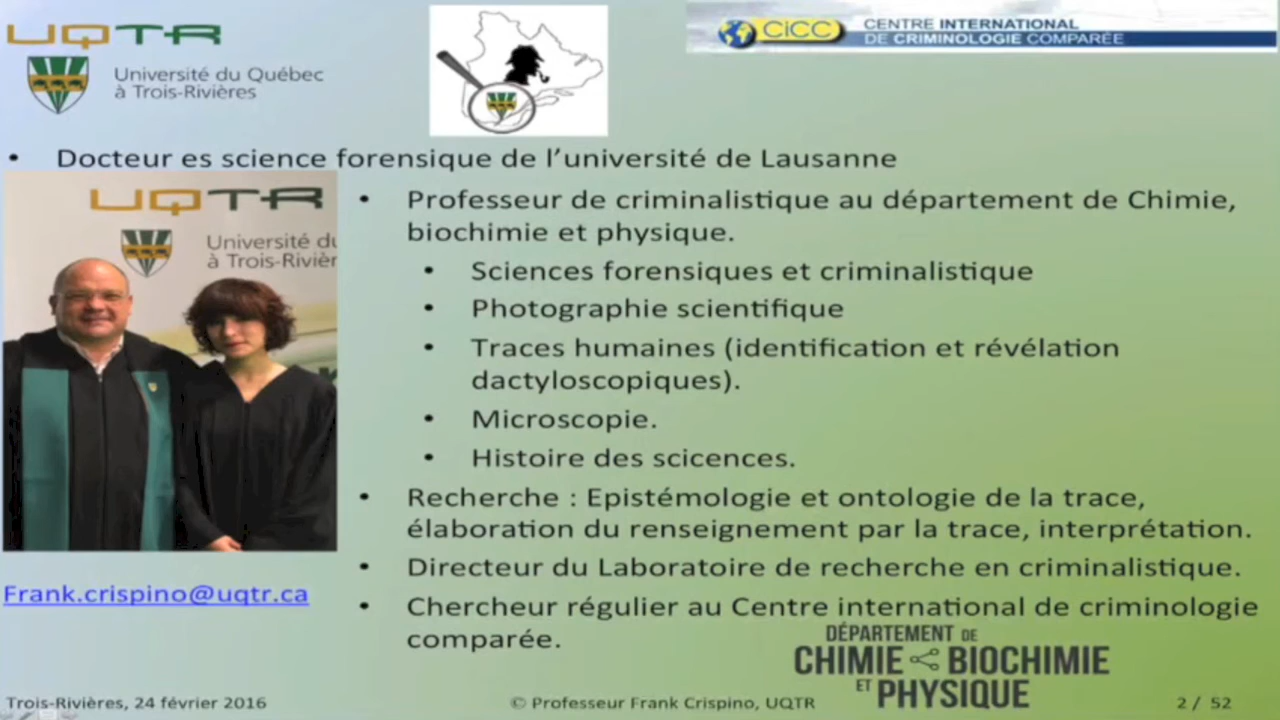 UQTR
Université du Québec
à Trois-Rivières
CiCC
CENTRE INTERNATIONAL
DE CRIMINOLOGIE COMPARÉE
• Docteur es science forensique de l'université de Lausanne
UQTR
Université du
à Trois-Rivièr
• Professeur de criminalistique au département de Chimie,
biochimie et physique.
• Sciences forensiques et criminalistique
• Photographie scientifique
• Traces humaines (identification et révélation
dactyloscopiques).
• Microscopie.
• Histoire des scicences.
• Recherche : Epistémologie et ontologie de la trace,
élaboration du renseignement par la trace, interprétation.
• Directeur du Laboratoire de recherche en criminalistique.
Frank.crispino@uqtr.ca
• Chercheur régulier au Centre international de criminologie
comparée.
DÉPARTEMENT DE
CHIMIE BIOCHIMIE
ET PHYSIQUE
Trois-Rivières, 24 février 2016
© Professeur Frank Crispino, UQTR
2 / 52